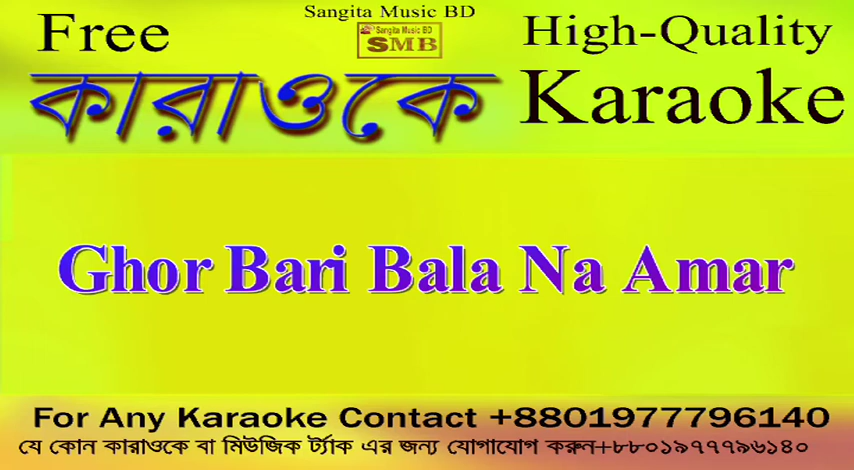 Sangita Music BD
Sangita Music BD
SMB
Free
High-Quality
কারাওকে
Karaoke
Ghor Bari Bala Na Amar
For Any Karaoke Contact +8801977796140
যে কোন কারাওকে বা মিউজিক ট্যাক এর জন্য যোগাযোগ করুন+৮৮০১৯৭৭৭৯৬১৪০